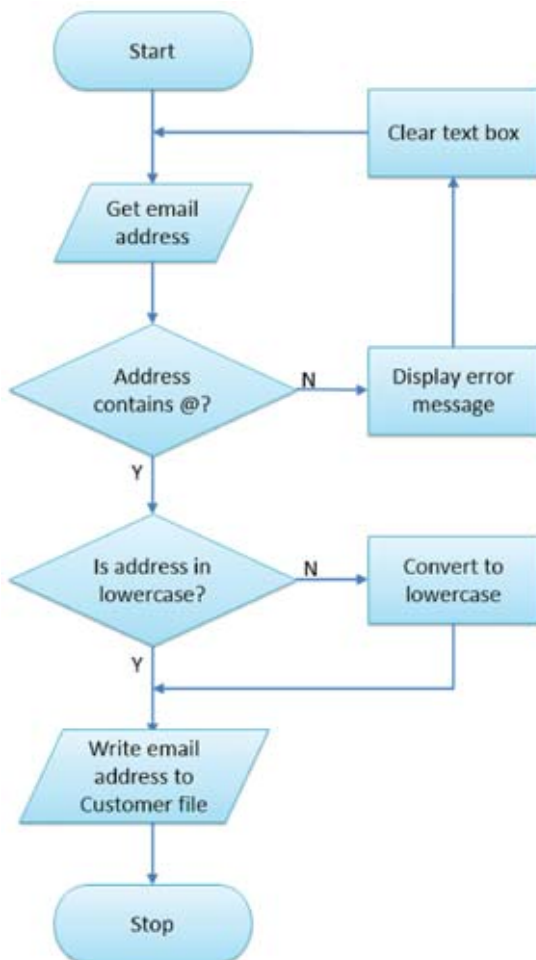 Start
Clear text box
Get email
address
Address
contains @?
N
Display error
message
Y
Is address in
lowercase?
N
Convert to
lowercase
Y
Write email
address to
Customer file
Stop